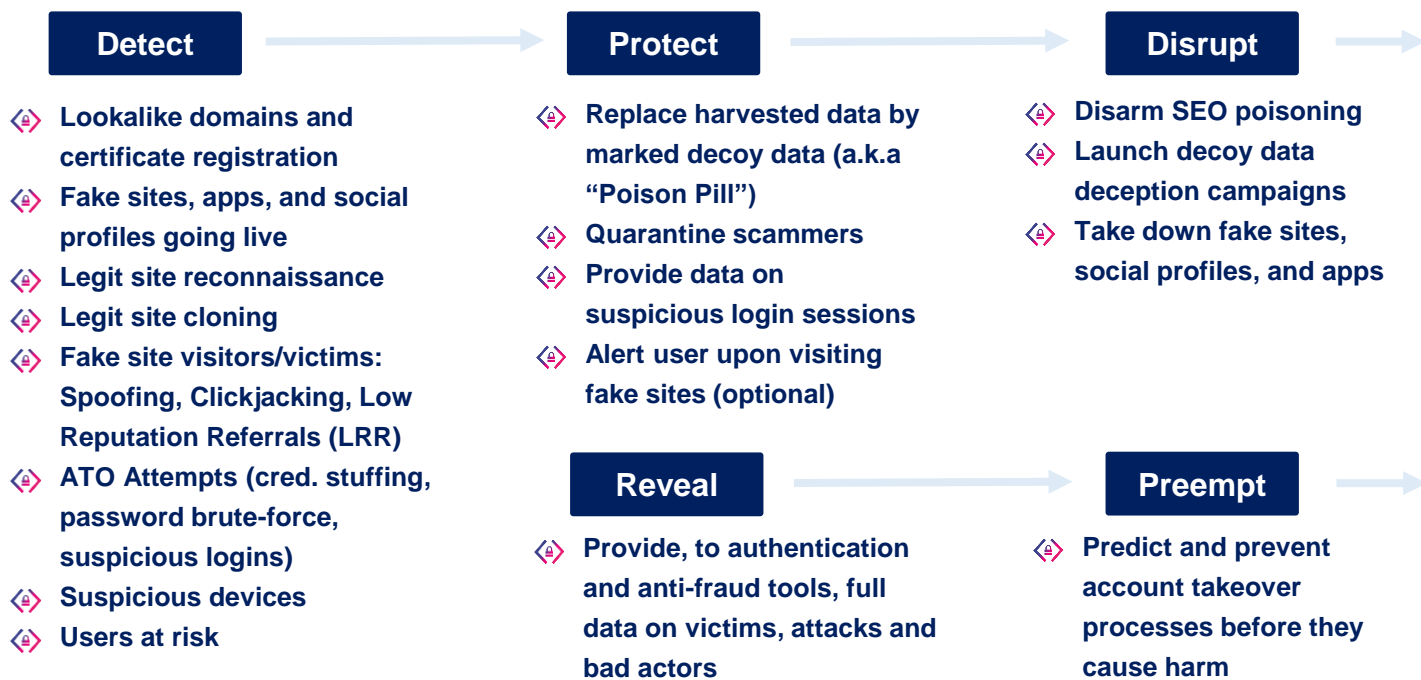 Detect
Lookalike domains and
certificate registration
Fake sites, apps, and social
profiles going live
Legit site reconnaissance
Legit site cloning
Fake site visitors/victims:
Spoofing, Clickjacking, Low
Reputation Referrals (LRR)
ATO Attempts (cred. stuffing,
password brute-force,
suspicious logins)
Suspicious devices
Users at risk
Protect
Replace harvested data by
marked decoy data (a.k.a
“Poison Pill”)
Quarantine scammers
Provide data on
suspicious login sessions
Alert user upon visiting
fake sites (optional)
Disrupt
Disarm SEO poisoning
Launch decoy data
deception campaigns
Take down fake sites,
social profiles, and apps
Reveal
Provide, to authentication
and anti-fraud tools, full
data on victims, attacks and
bad actors
Preempt
Predict and prevent
account takeover
processes before they
cause harm